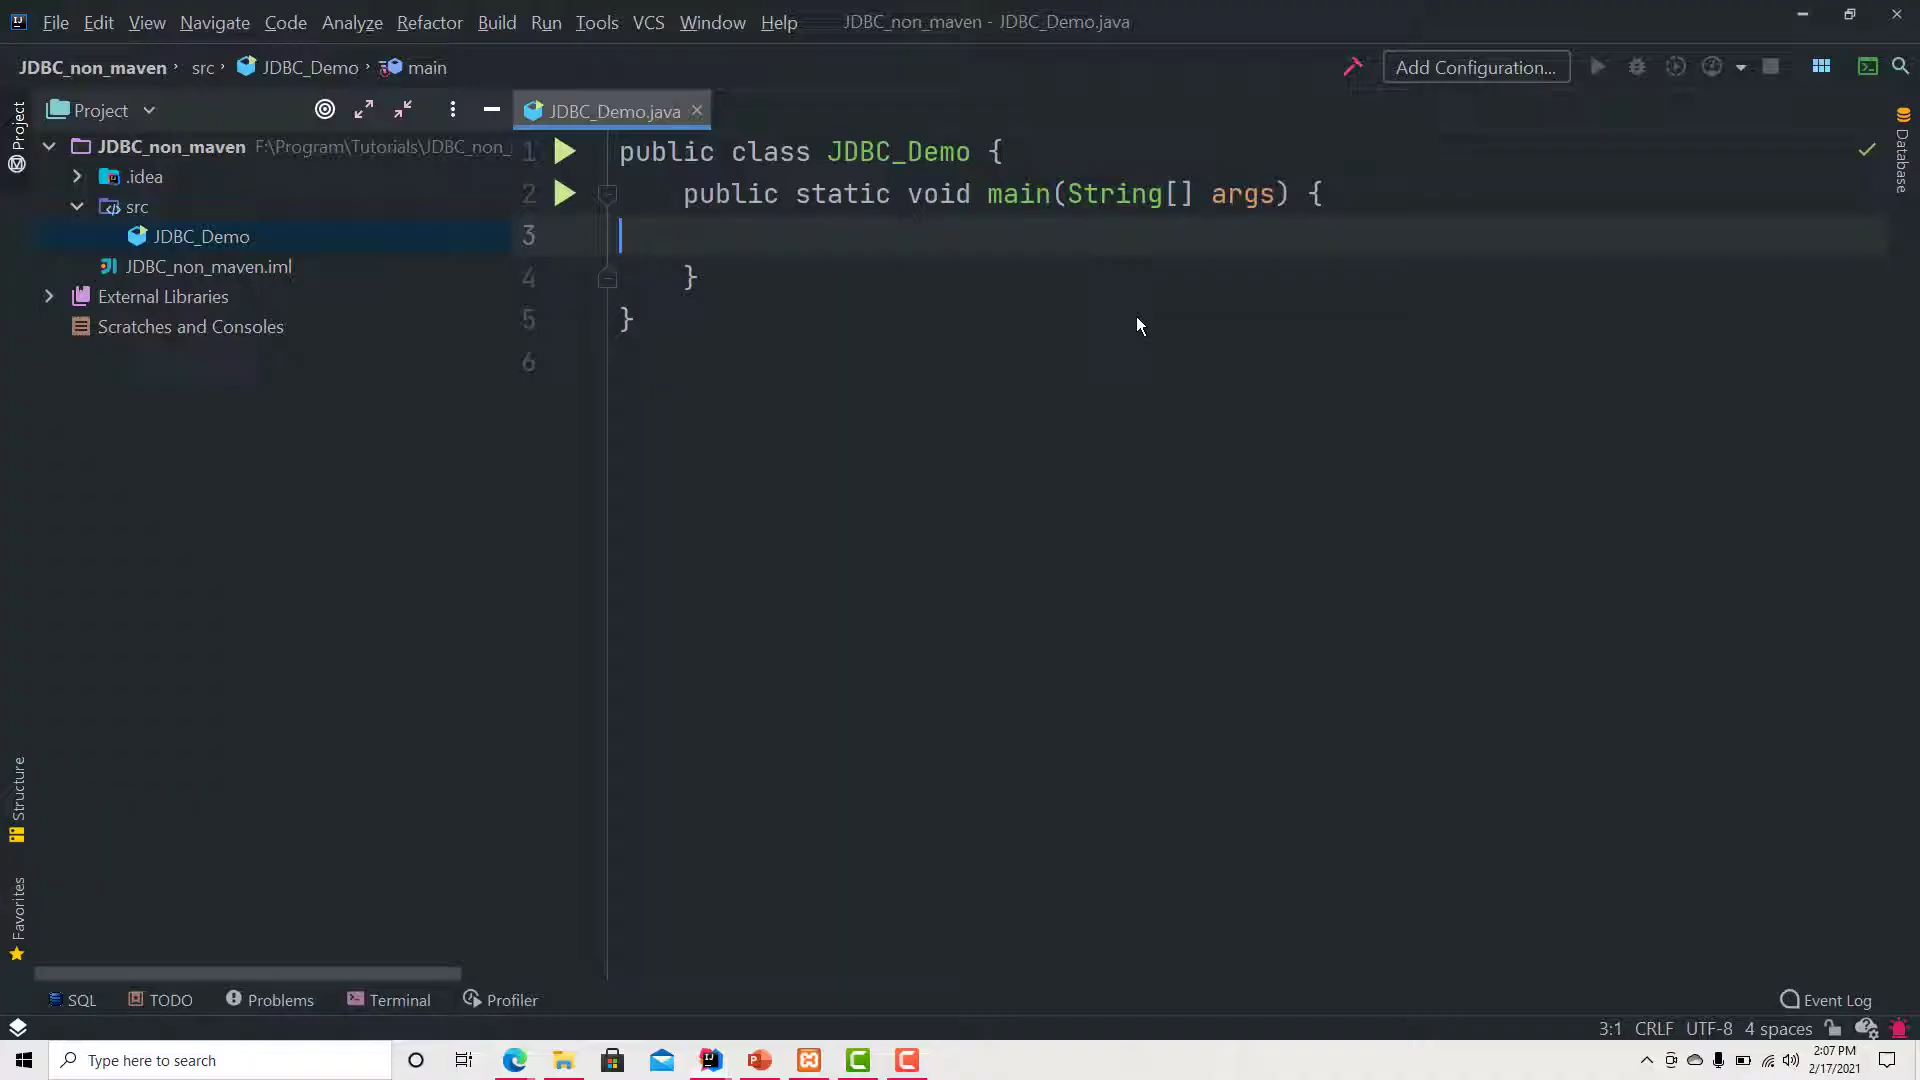 File Edit View Navigate Code Analyze Refactor Build Run Tools VCS Window Help JDBC_non_maven - JDBC_Demo.java
JDBC_non_maven src JDBC_Demo main Add Configuration...
Project
Project
JDBC_Demo.java
JDBC_non_maven F:\Program\Tutorials\JDBC_non_
.idea
src
JDBC_Demo
JDBC_non_maven.iml
External Libraries
Scratches and Consoles
1 public class JDBC_Demo {
2 public static void main(String[] args) {
3
4 }
5 }
6
Database
Structure
Favorites
SQL TODO Problems Terminal Profiler Event Log
3:1 CRLF UTF-8 4 spaces
Type here to search
2:07 PM
2/17/2021